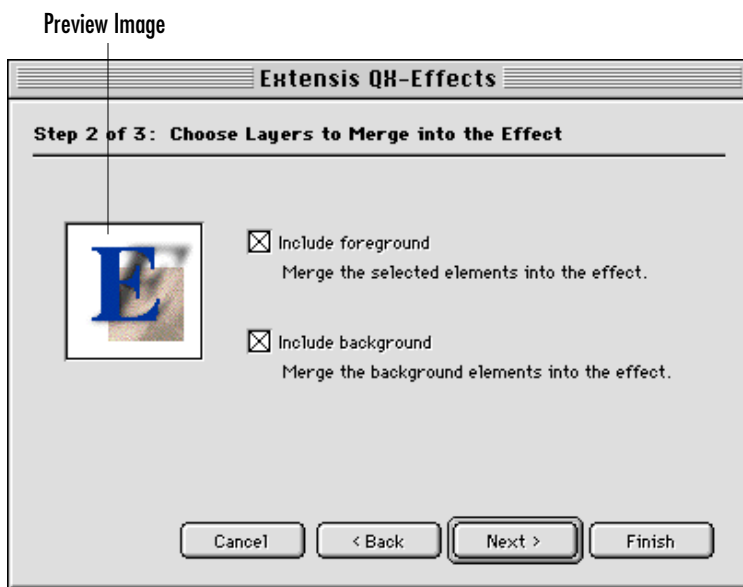 Preview Image
Extensis QX-Effects
Step 2 of 3: Choose Layers to Merge into the Effect
E
Include foreground
Merge the selected elements into the effect.
Include background
Merge the background elements into the effect.
Cancel
< Back
Next >
Finish